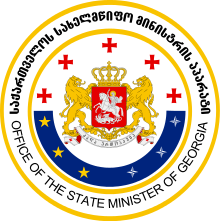 საქართველოს სახელმწიფო მინისტრის აპარატი
OFFICE OF THE STATE MINISTER OF GEORGIA